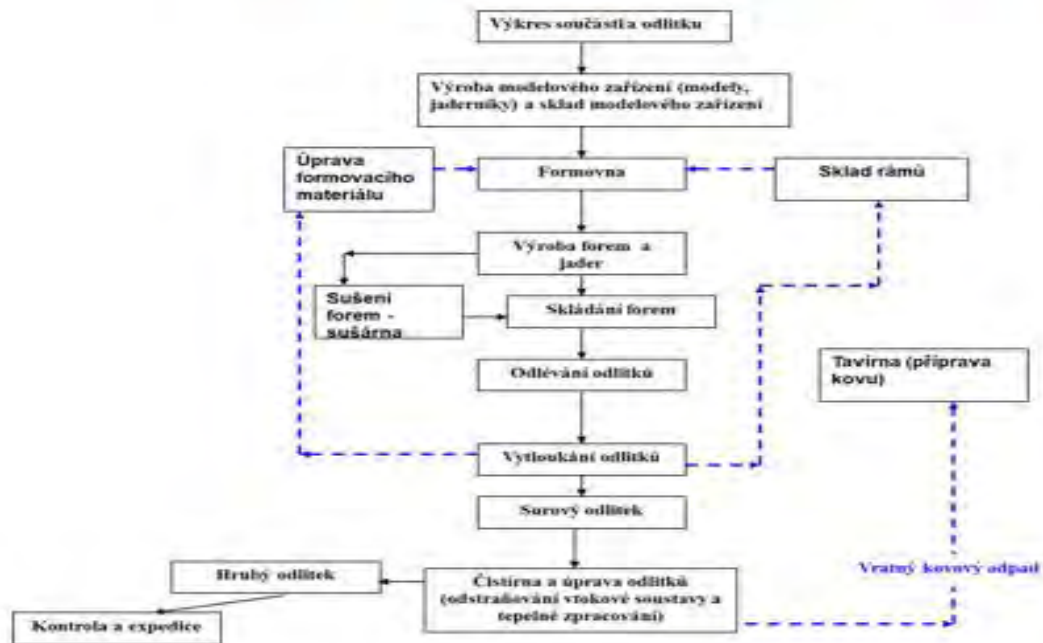 Výkres součásti a odlitku
Výroba modelového zařízení (modely,
jaderníky) a sklad modelového zařízení
Úprava
formovacího
materiálu
Formovna
Sklad rámů
Výroba forem a
jader
Sušení
forem -
sušárna
Skládání forem
Tavírna (příprava
kovu)
Odlévání odlitků
Vytloukání odlitků
Surový odlitek
Vratný kovový odpad
Hrubý odlitek
Čistírna a úprava odlitků
(odstraňování vtokové soustavy a
tepelné zpracování)
Kontrola a expedice